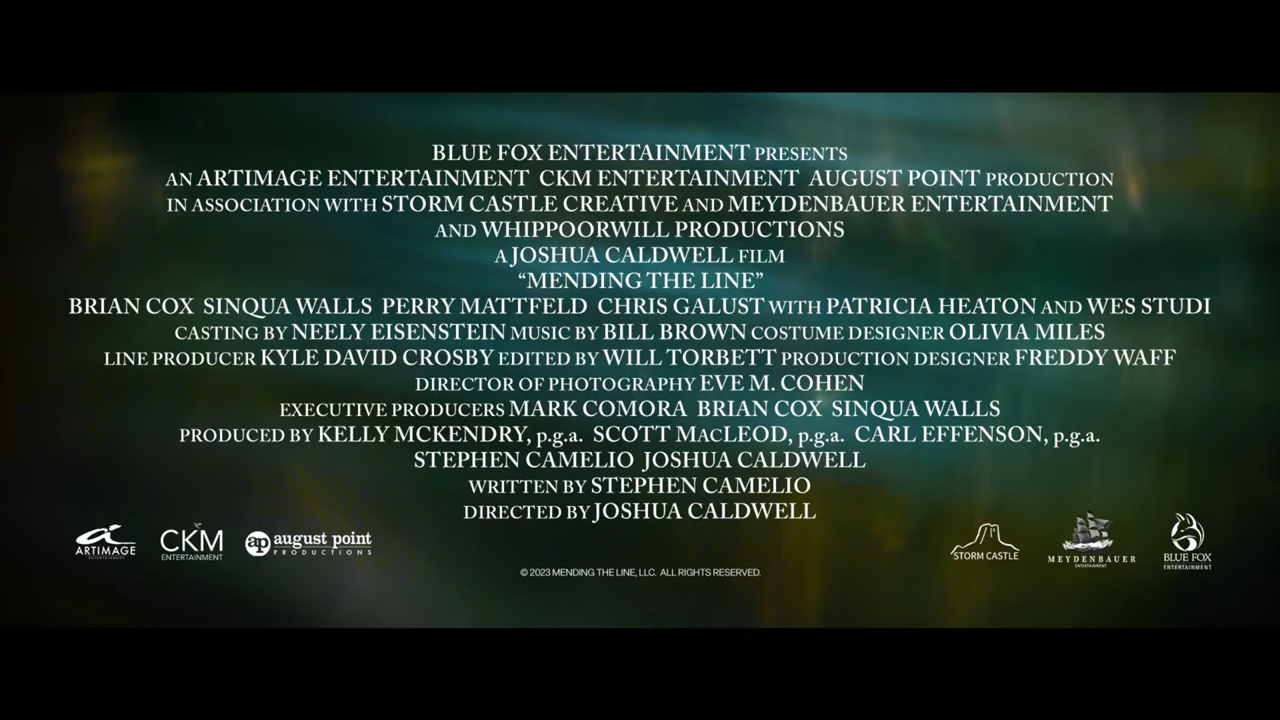 BLUE FOX ENTERTAINMENT PRESENTS
AN ARTIMAGE ENTERTAINMENT CKM ENTERTAINMENT AUGUST POINT PRODUCTION
IN ASSOCIATION WITH STORM CASTLE CREATIVE AND MEYDENBAUER ENTERTAINMENT
AND WHIPPOORWILL PRODUCTIONS
A JOSHUA CALDWELL FILM
“MENDING THE LINE”
BRIAN COX SINQUA WALLS PERRY MATTFELD CHRIS GALUST WITH PATRICIA HEATON AND WES STUDI
CASTING BY NEELY EISENSTEIN MUSIC BY BILL BROWN COSTUME DESIGNER OLIVIA MILES
LINE PRODUCER KYLE DAVID CROSBY EDITED BY WILL TORBETT PRODUCTION DESIGNER FREDDY WAFF
DIRECTOR OF PHOTOGRAPHY EVE M. COHEN
EXECUTIVE PRODUCERS MARK COMORA BRIAN COX SINQUA WALLS
PRODUCED BY KELLY MCKENDRY, p.g.a. SCOTT MACLEOD, p.g.a. CARL EFFENSON, p.g.a.
STEPHEN CAMELIO JOSHUA CALDWELL
WRITTEN BY STEPHEN CAMELIO
DIRECTED BY JOSHUA CALDWELL
ARTIMAGE
ENTERTAINMENT
CKM
ENTERTAINMENT
ap august point
PRODUCTIONS
STORM CASTLE
MEYDENBAUER
ENTERTAINMENT
BLUE FOX
ENTERTAINMENT
© 2023 MENDING THE LINE, LLC. ALL RIGHTS RESERVED.